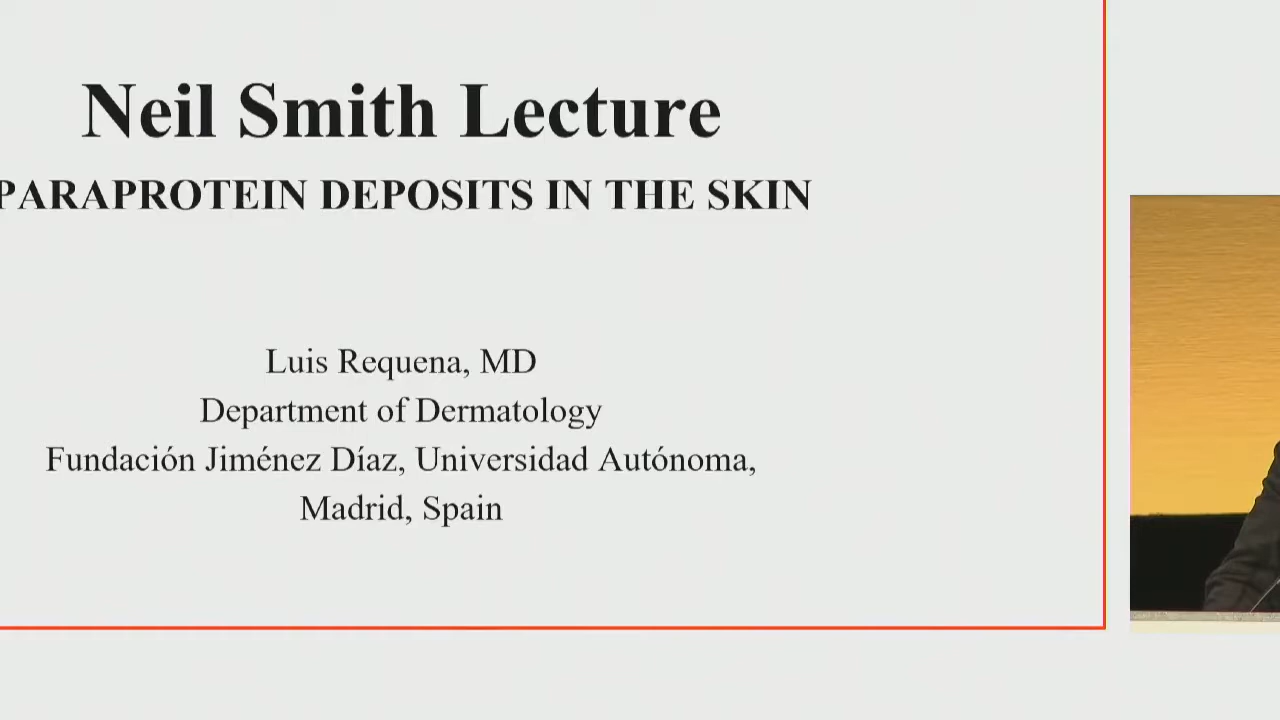 Neil Smith Lecture
PARAPROTEIN DEPOSITS IN THE SKIN
Luis Requena, MD
Department of Dermatology
Fundación Jiménez Díaz, Universidad Autónoma,
Madrid, Spain